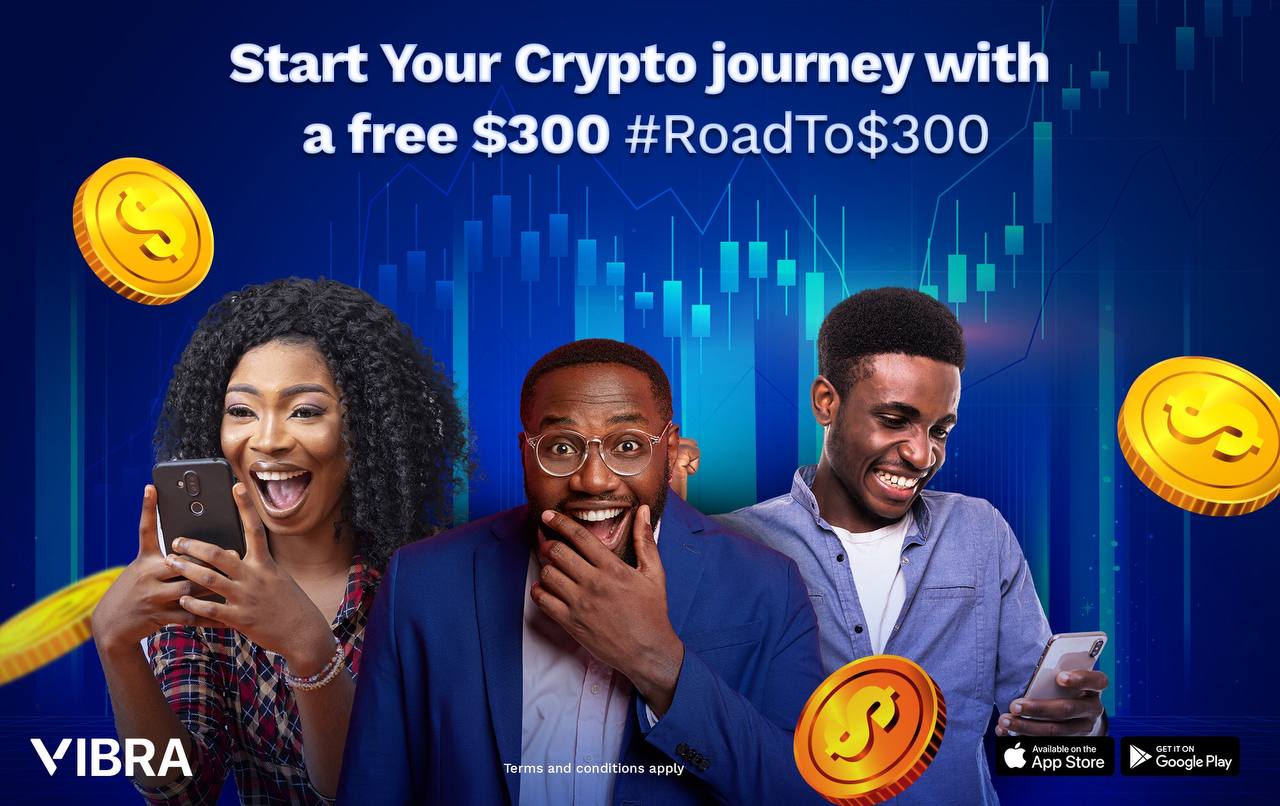 Start Your Crypto journey with
a free $300 #RoadTo$300
VIBRA
Terms and conditions apply
Available on the
App Store
GET IT ON
Google Play